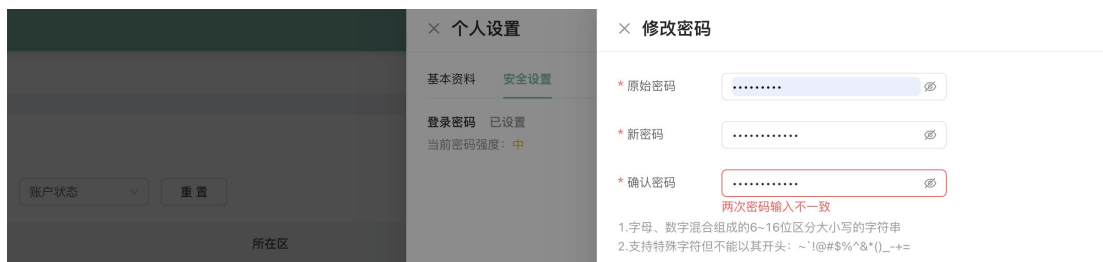 个人设置
基本资料 安全设置
登录密码 已设置
当前密码强度：中
账户状态 重 置
所在区
修改密码
* 原始密码 •••••••••
* 新密码 ••••••••••••
* 确认密码 ••••••••••••
两次密码输入不一致
1.字母、数字混合组成的6~16位区分大小写的字符串
2.支持特殊字符但不能以其开头：~`!@#$%^&*()_-+=